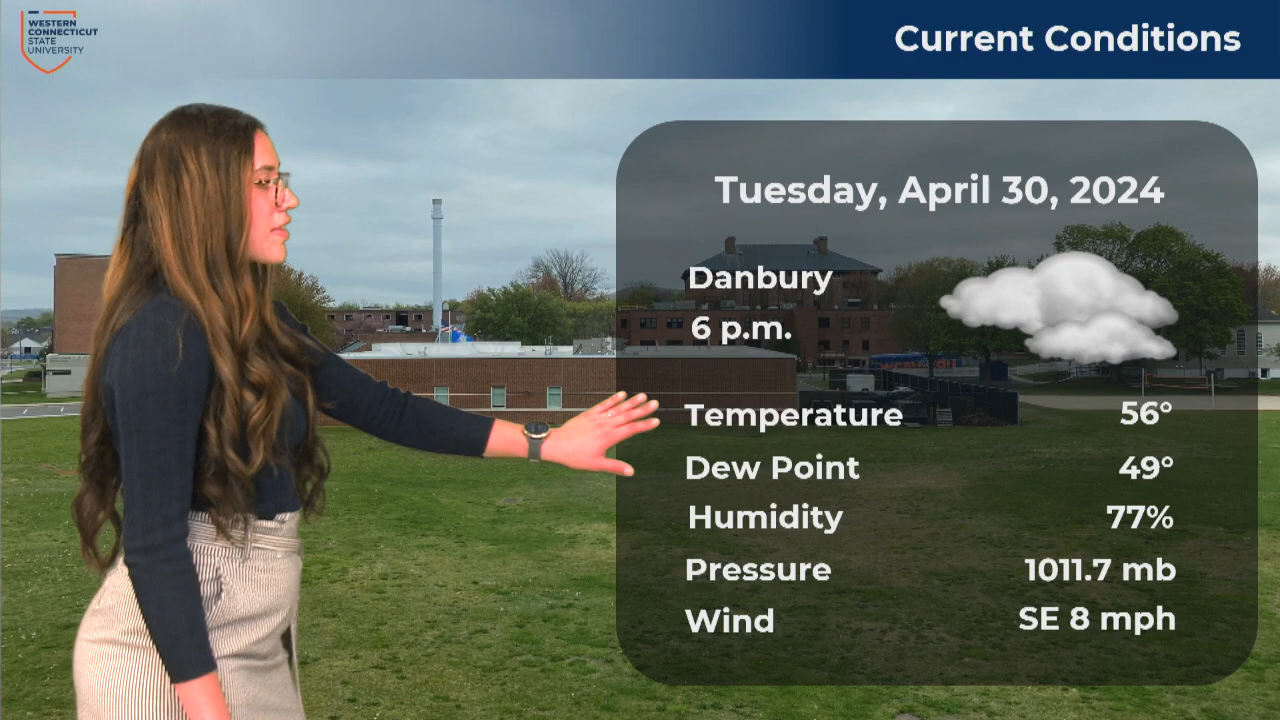 WESTERN
CONNECTICUT
STATE
UNIVERSITY
Current Conditions
Tuesday, April 30, 2024
Danbury
6 p.m.
Temperature 56°
Dew Point 49°
Humidity 77%
Pressure 1011.7 mb
Wind SE 8 mph